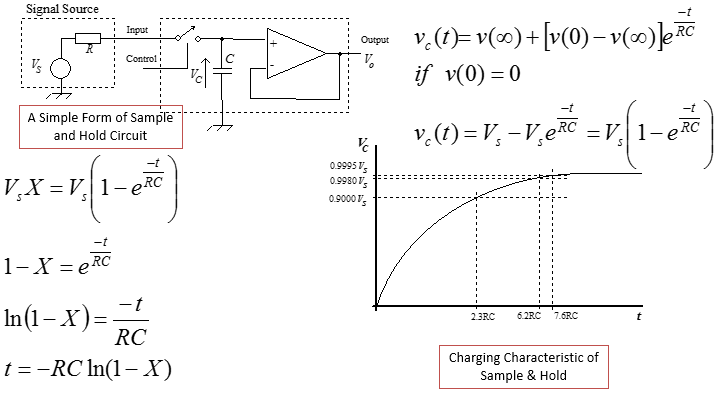 Signal Source
Input
R
Control
V_s
V_C
C
+
-
Output
V_o
A Simple Form of Sample
and Hold Circuit
v_c(t) = v(∞) + [v(0) − v(∞)]e^{−t/RC}
if v(0) = 0
v_c(t) = V_s − V_s e^{−t/RC} = V_s(1 − e^{−t/RC})
V_s X = V_s(1 − e^{−t/RC})
1 − X = e^{−t/RC}
ln(1 − X) = −t/RC
t = −RC ln(1 − X)
V_C
0.9995 V_s
0.9980 V_s
0.9000 V_s
2.3RC 6.2RC 7.6RC t
Charging Characteristic of
Sample & Hold